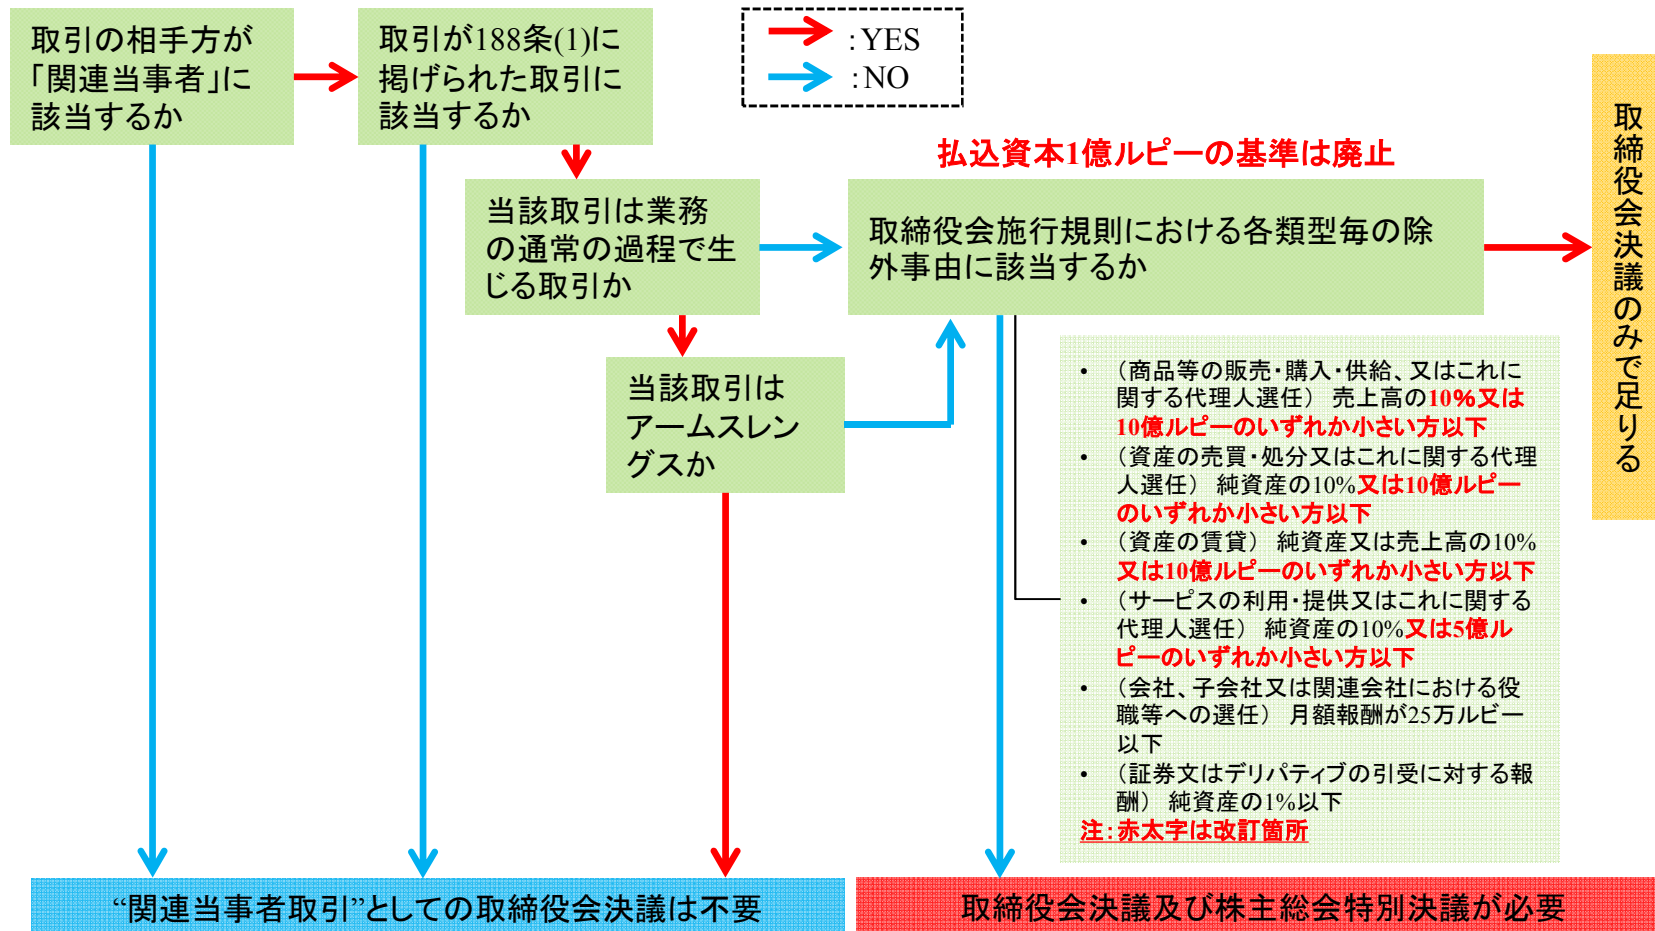 取引の相手方が
「関連当事者」に
該当するか
取引が188条(1)に
掲げられた取引に
該当するか
：YES
：NO
払込資本1億ルピーの基準は廃止
当該取引は業務
の通常の過程で生
じる取引か
取締役会施行規則における各類型毎の除
外事由に該当するか
取締役会決議のみで足りる
当該取引は
アームスレン
グスか
• （商品等の販売・購入・供給、又はこれに
関する代理人選任） 売上高の10％又は
10億ルピーのいずれか小さい方以下
• （資産の売買・処分又はこれに関する代理
人選任） 純資産の10%又は10億ルピー
のいずれか小さい方以下
• （資産の賃貸） 純資産又は売上高の10%
又は10億ルピーのいずれか小さい方以下
• （サービスの利用・提供又はこれに関する
代理人選任） 純資産の10%又は5億ル
ピーのいずれか小さい方以下
• （会社、子会社又は関連会社における役
職等への選任） 月額報酬が25万ルピー
以下
• （証券文はデリバティブの引受に対する報
酬） 純資産の1%以下
注：赤太字は改訂箇所
“関連当事者取引”としての取締役会決議は不要
取締役会決議及び株主総会特別決議が必要